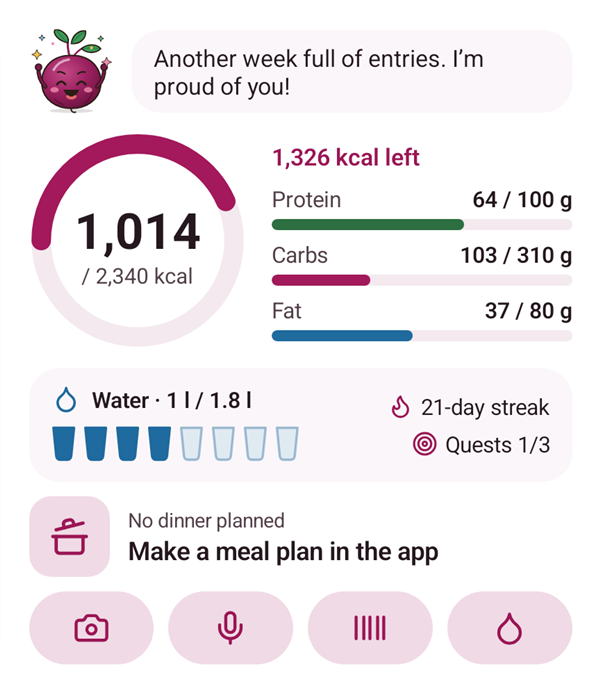 Another week full of entries. I’m
proud of you!
1,014
/ 2,340 kcal
1,326 kcal left
Protein 64 / 100 g
Carbs 103 / 310 g
Fat 37 / 80 g
Water · 1 l / 1.8 l
21-day streak
Quests 1/3
No dinner planned
Make a meal plan in the app